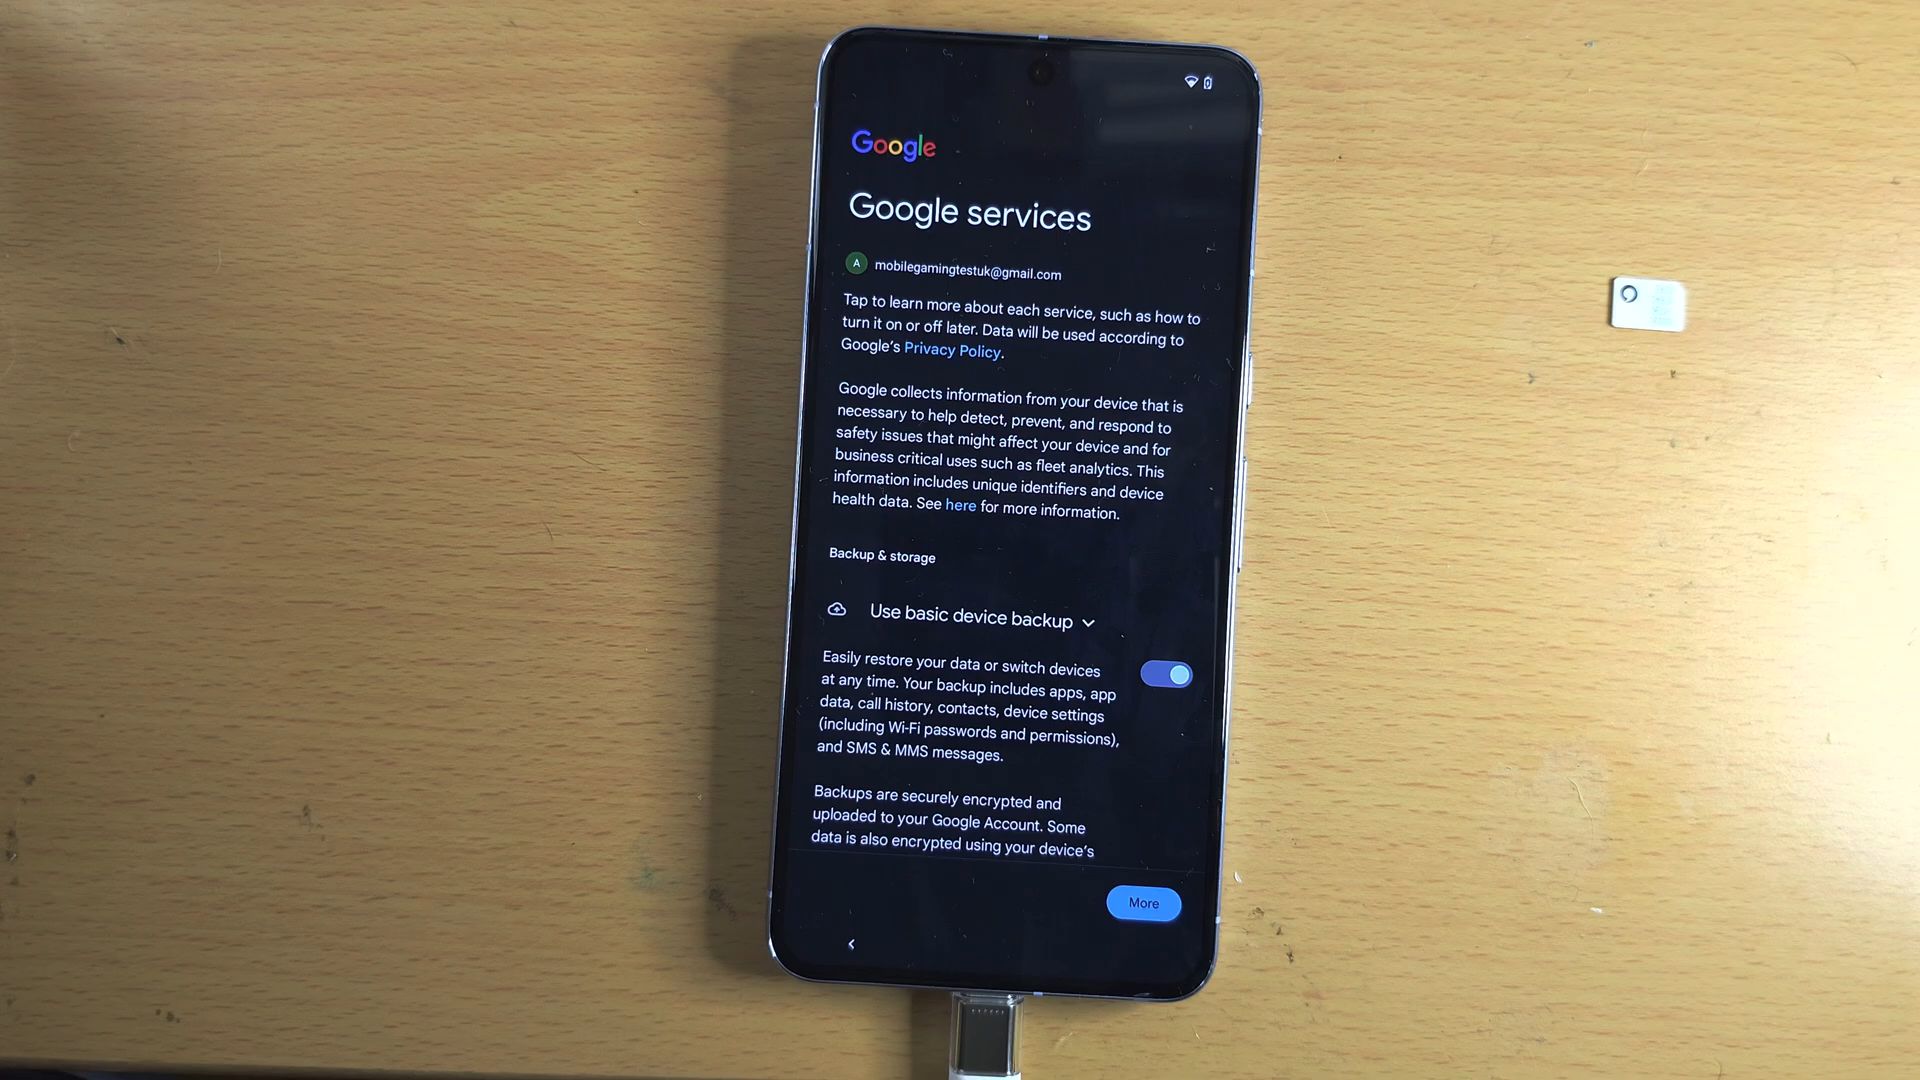 Google
Google services
A mobilegamingtestuk@gmail.com
Tap to learn more about each service, such as how to
turn it on or off later. Data will be used according to
Google's Privacy Policy.
Google collects information from your device that is
necessary to help detect, prevent, and respond to
safety issues that might affect your device and for
business critical uses such as fleet analytics. This
information includes unique identifiers and device
health data. See here for more information.
Backup & storage
Use basic device backup
Easily restore your data or switch devices
at any time. Your backup includes apps, app
data, call history, contacts, device settings
(including Wi-Fi passwords and permissions),
and SMS & MMS messages.
Backups are securely encrypted and
uploaded to your Google Account. Some
data is also encrypted using your device's
More